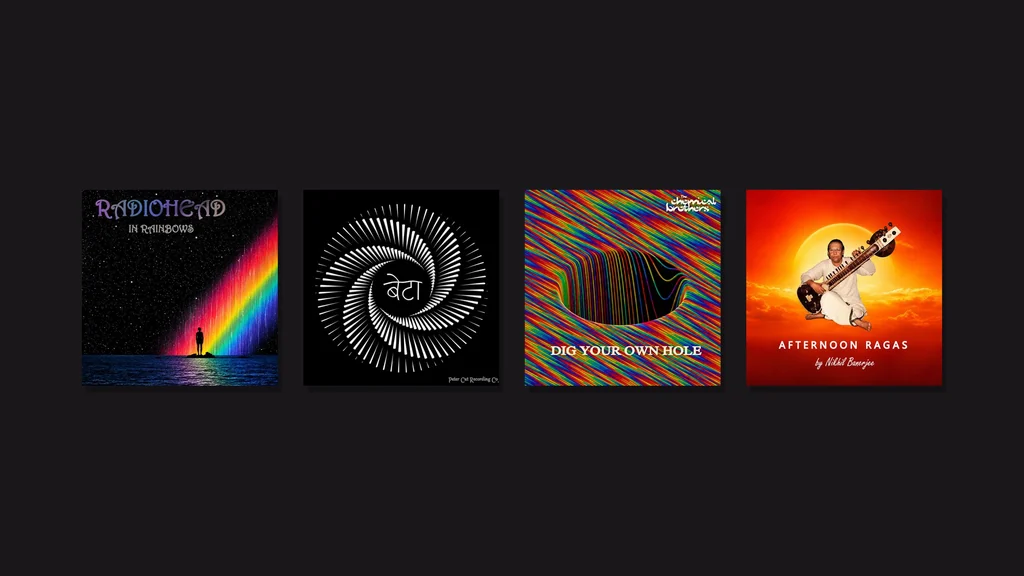 RADIOHEAD
IN RAINBOWS
बेटा
Peter Cat Recording Co.
the chemical brothers
DIG YOUR OWN HOLE
AFTERNOON RAGAS
by Nikhil Banerjee